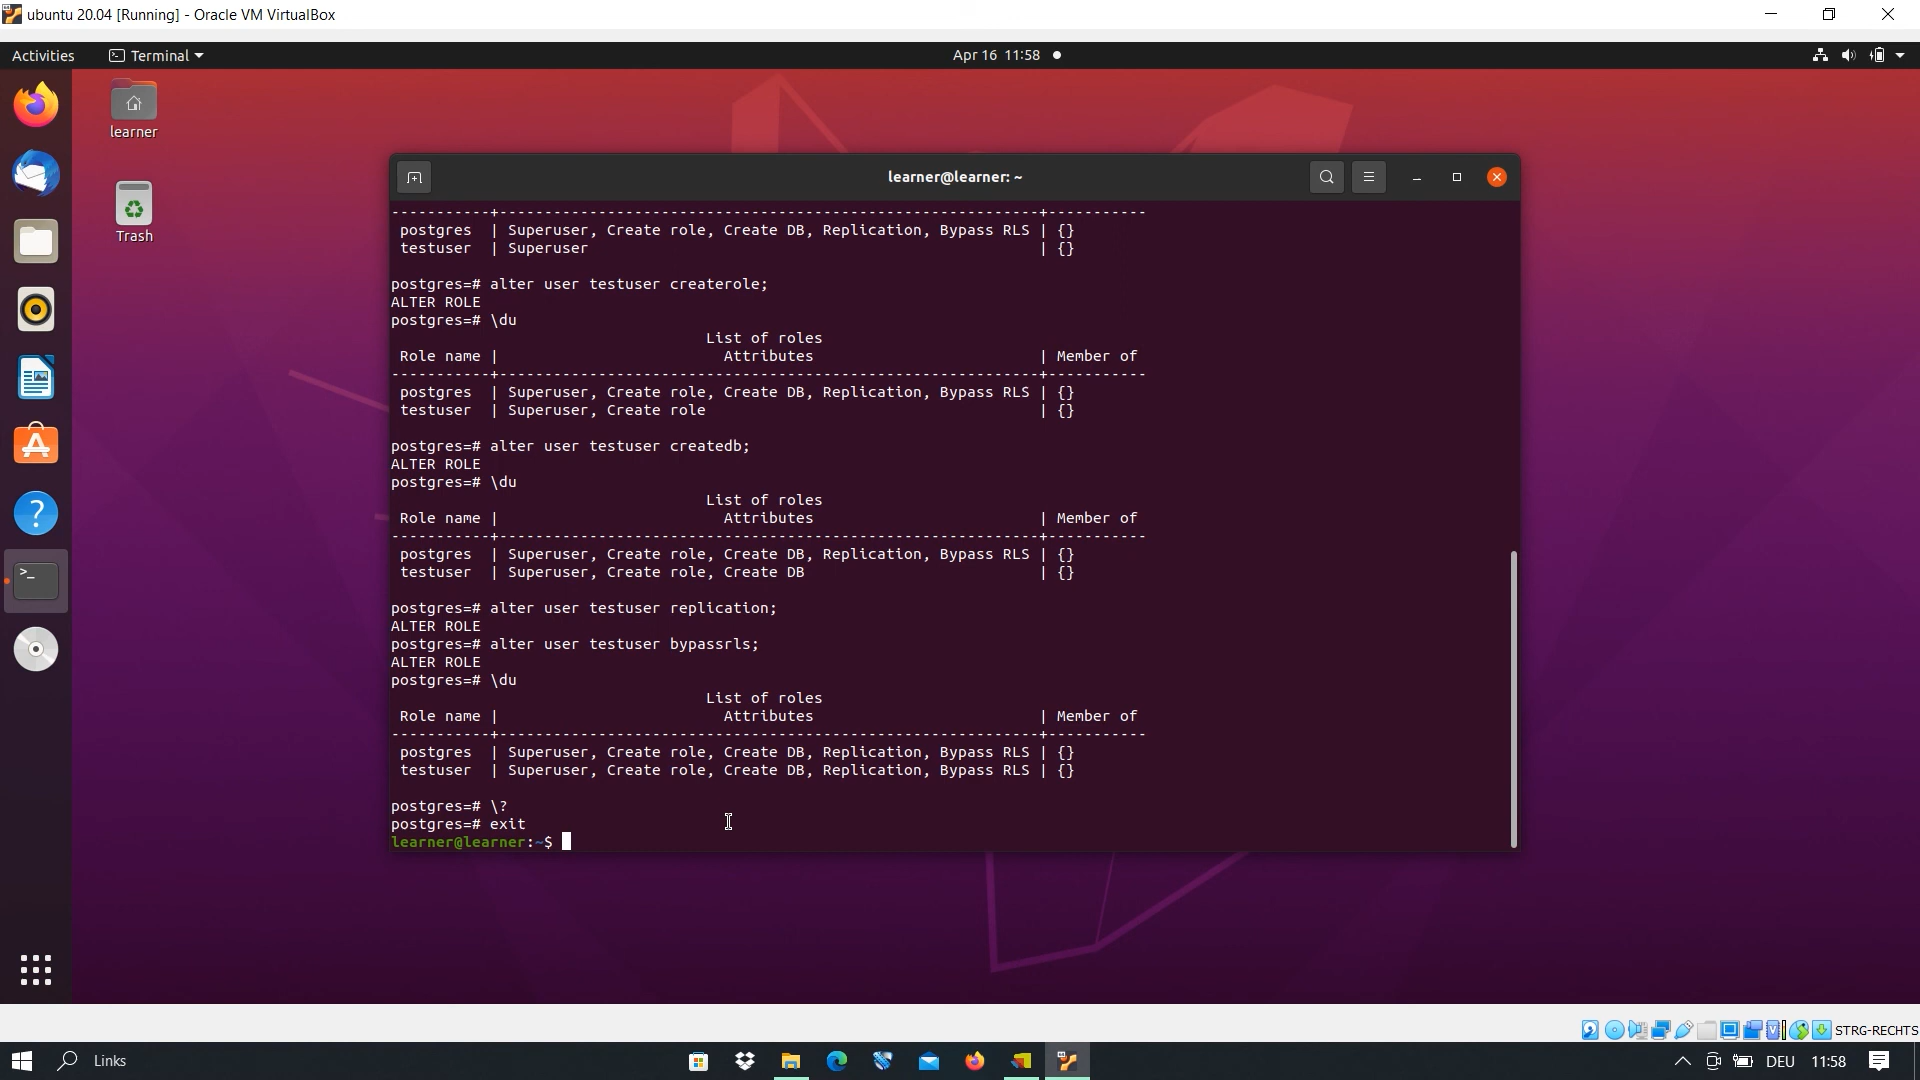 ubuntu 20.04 [Running] - Oracle VM VirtualBox
Activities Terminal Apr 16 11:58
learner
Trash
learner@learner: ~
-----------+------------------------------------------------------------+-----------
 postgres  | Superuser, Create role, Create DB, Replication, Bypass RLS | {}
 testuser  | Superuser                                                  | {}
postgres=# alter user testuser createrole;
ALTER ROLE
postgres=# \du
                                   List of roles
 Role name |                         Attributes                         | Member of
-----------+------------------------------------------------------------+-----------
 postgres  | Superuser, Create role, Create DB, Replication, Bypass RLS | {}
 testuser  | Superuser, Create role                                     | {}
postgres=# alter user testuser createdb;
ALTER ROLE
postgres=# \du
                                   List of roles
 Role name |                         Attributes                         | Member of
-----------+------------------------------------------------------------+-----------
 postgres  | Superuser, Create role, Create DB, Replication, Bypass RLS | {}
 testuser  | Superuser, Create role, Create DB                          | {}
postgres=# alter user testuser replication;
ALTER ROLE
postgres=# alter user testuser bypassrls;
ALTER ROLE
postgres=# \du
                                   List of roles
 Role name |                         Attributes                         | Member of
-----------+------------------------------------------------------------+-----------
 postgres  | Superuser, Create role, Create DB, Replication, Bypass RLS | {}
 testuser  | Superuser, Create role, Create DB, Replication, Bypass RLS | {}
postgres=# \?
postgres=# exit
learner@learner:~$
STRG-RECHTS
Links DEU 11:58